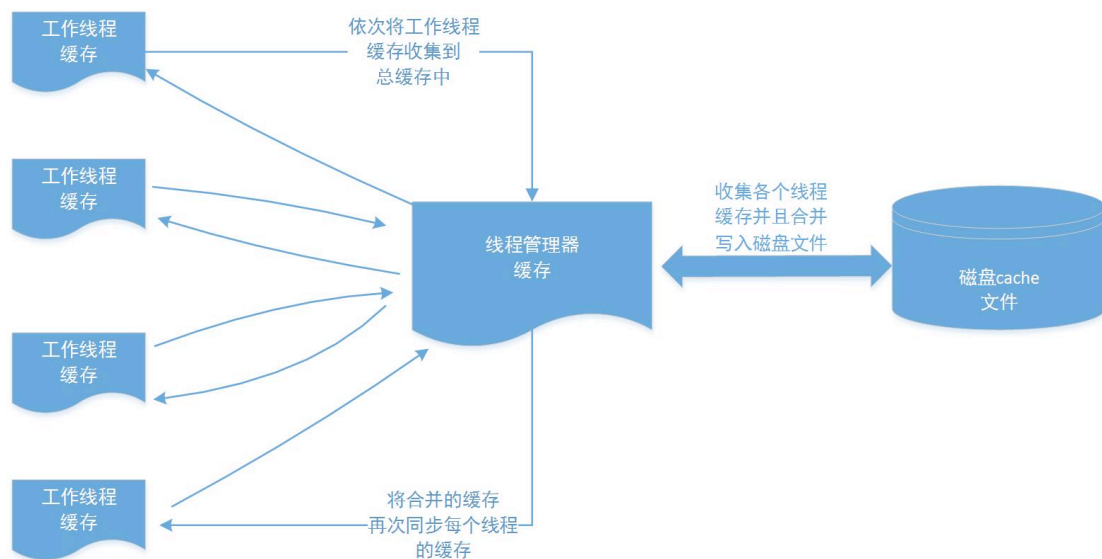 工作线程
缓存
依次将工作线程
缓存收集到
总缓存中
工作线程
缓存
线程管理器
缓存
收集各个线程
缓存并且合并
写入磁盘文件
磁盘cache
文件
工作线程
缓存
工作线程
缓存
将合并的缓存
再次同步每个线程
的缓存